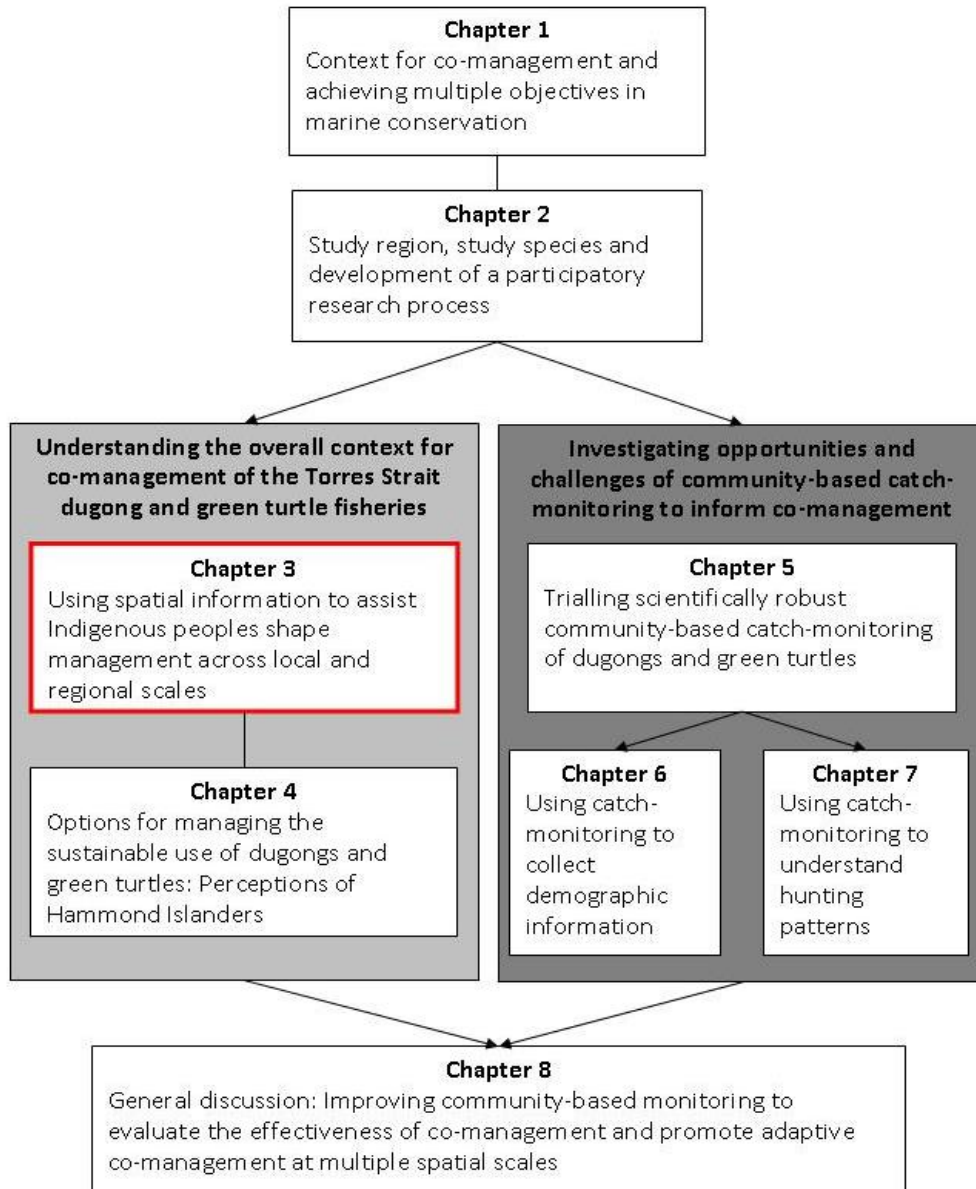 Chapter 1
Context for co-management and
achieving multiple objectives in
marine conservation
Chapter 2
Study region, study species and
development of a participatory
research process
Understanding the overall context for
co-management of the Torres Strait
dugong and green turtle fisheries
Chapter 3
Using spatial information to assist
Indigenous peoples shape
management across local and
regional scales
Chapter 4
Options for managing the
sustainable use of dugongs and
green turtles: Perceptions of
Hammond Islanders
Investigating opportunities and
challenges of community-based catch-
monitoring to inform co-management
Chapter 5
Trialling scientifically robust
community-based catch-monitoring
of dugongs and green turtles
Chapter 6
Using catch-
monitoring to
collect
demographic
information
Chapter 7
Using catch-
monitoring to
understand
hunting
patterns
Chapter 8
General discussion: Improving community-based monitoring to
evaluate the effectiveness of co-management and promote adaptive
co-management at multiple spatial scales